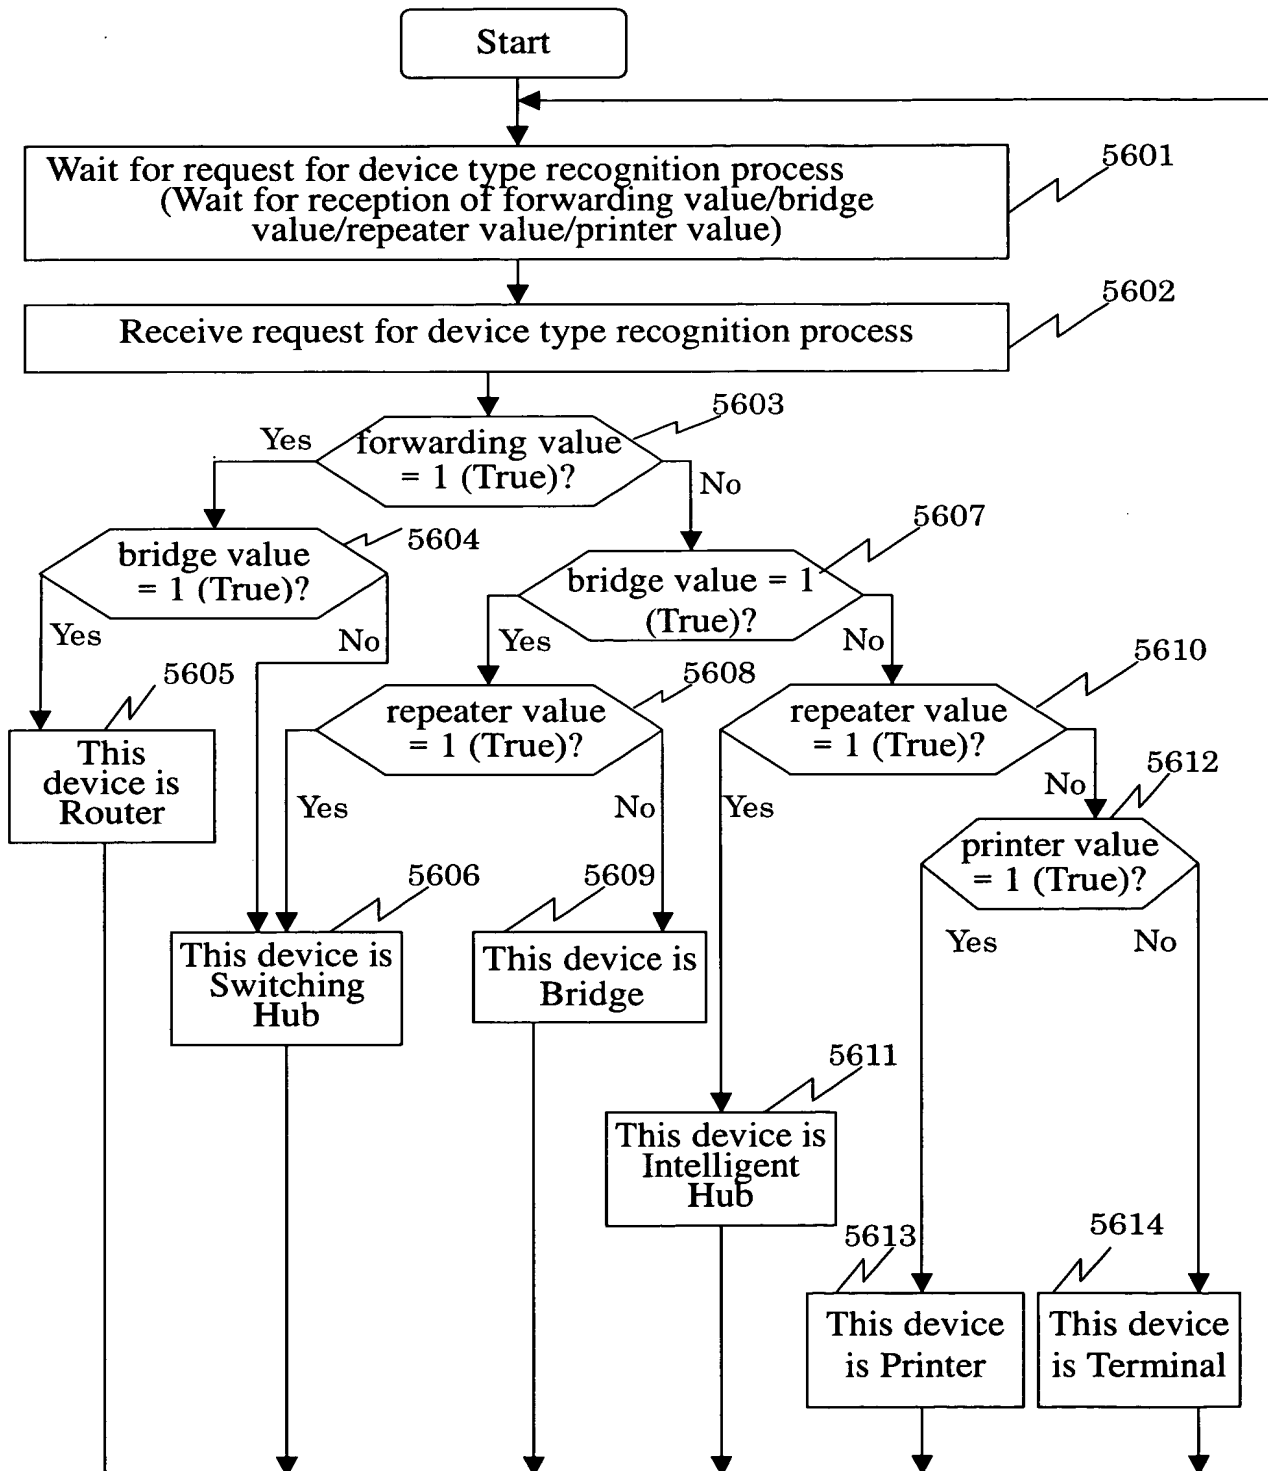 Start
Wait for request for device type recognition process
(Wait for reception of forwarding value/bridge
value/repeater value/printer value)
5601
5602
Receive request for device type recognition process
5603
Yes
forwarding value
= 1 (True)?
No
5604
bridge value
= 1 (True)?
5607
bridge value = 1
(True)?
Yes
No
Yes
No
5605
5608
5610
This
device is
Router
repeater value
= 1 (True)?
repeater value
= 1 (True)?
Yes
No
Yes
No
5612
printer value
= 1 (True)?
5606
5609
Yes
No
This device is
Switching
Hub
This device is
Bridge
5611
This device is
Intelligent
Hub
5613
5614
This device
is Printer
This device
is Terminal